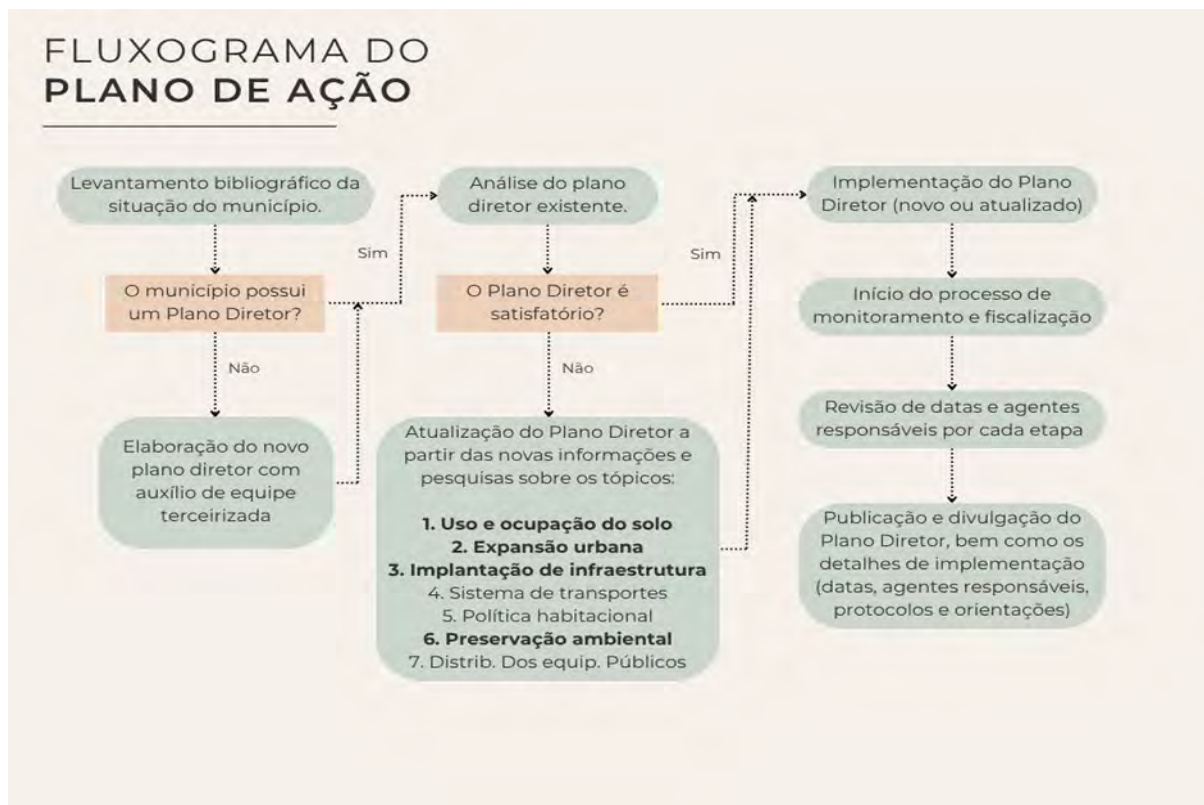 FLUXOGRAMA DO
PLANO DE AÇÃO
Levantamento bibliográfico da
situação do município.
O município possui
um Plano Diretor?
Sim
Não
Elaboração do novo
plano diretor com
auxílio de equipe
terceirizada
Análise do plano
diretor existente.
O Plano Diretor é
satisfatório?
Sim
Não
Atualização do Plano Diretor a
partir das novas informações e
pesquisas sobre os tópicos:
1. Uso e ocupação do solo
2. Expansão urbana
3. Implantação de infraestrutura
4. Sistema de transportes
5. Política habitacional
6. Preservação ambiental
7. Distrib. Dos equip. Públicos
Implementação do Plano
Diretor (novo ou atualizado)
Início do processo de
monitoramento e fiscalização
Revisão de datas e agentes
responsáveis por cada etapa
Publicação e divulgação do
Plano Diretor, bem como os
detalhes de implementação
(datas, agentes responsáveis,
protocolos e orientações)